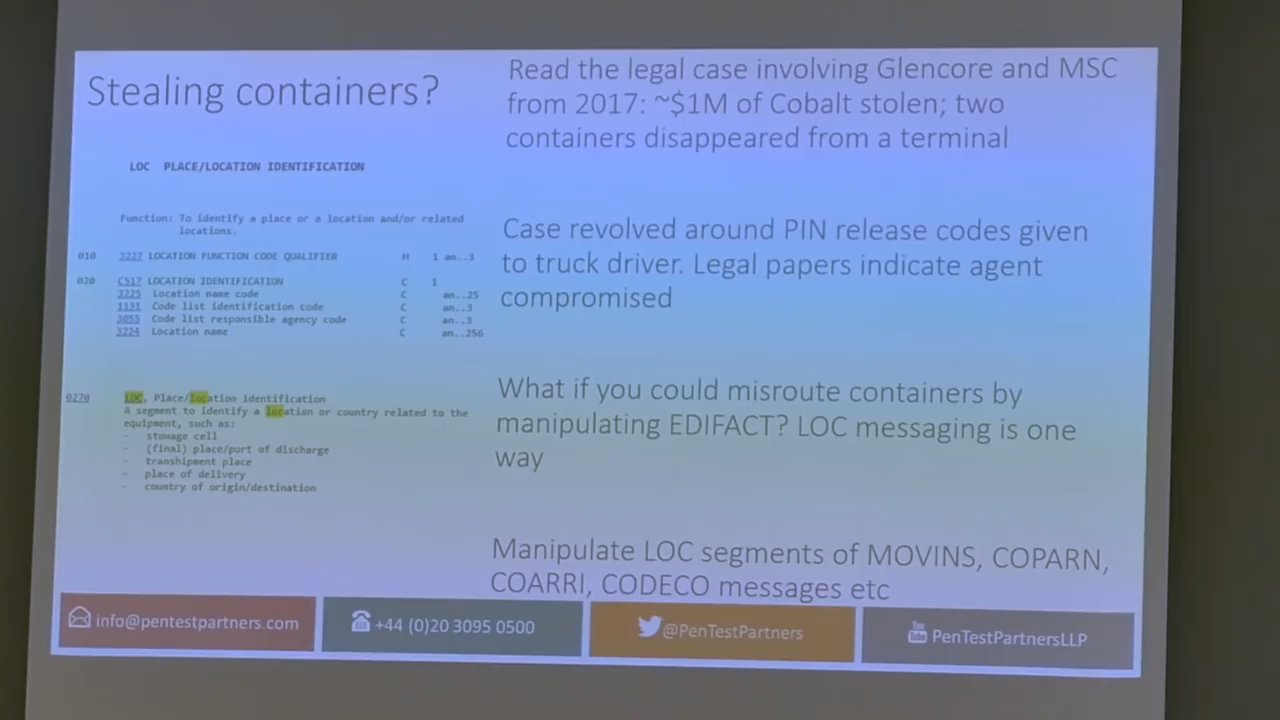 Stealing containers?
LOC PLACE/LOCATION IDENTIFICATION
Function: To identify a place or a location and/or related
locations.
010 3227 LOCATION FUNCTION CODE QUALIFIER M 1 an..3
020 C517 LOCATION IDENTIFICATION C 1
3225 Location name code C an..25
1131 Code list identification code C an..3
3055 Code list responsible agency code C an..3
3224 Location name C an..256
0270 LOC, Place/location identification
A segment to identify a location or country related to the
equipment, such as:
- stowage cell
- (final) place/port of discharge
- transhipment place
- place of delivery
- country of origin/destination
Read the legal case involving Glencore and MSC
from 2017: ~$1M of Cobalt stolen; two
containers disappeared from a terminal
Case revolved around PIN release codes given
to truck driver. Legal papers indicate agent
compromised
What if you could misroute containers by
manipulating EDIFACT? LOC messaging is one
way
Manipulate LOC segments of MOVINS, COPARN,
COARRI, CODECO messages etc
info@pentestpartners.com
+44 (0)20 3095 0500
@PenTestPartners
You Tube PenTestPartnersLLP